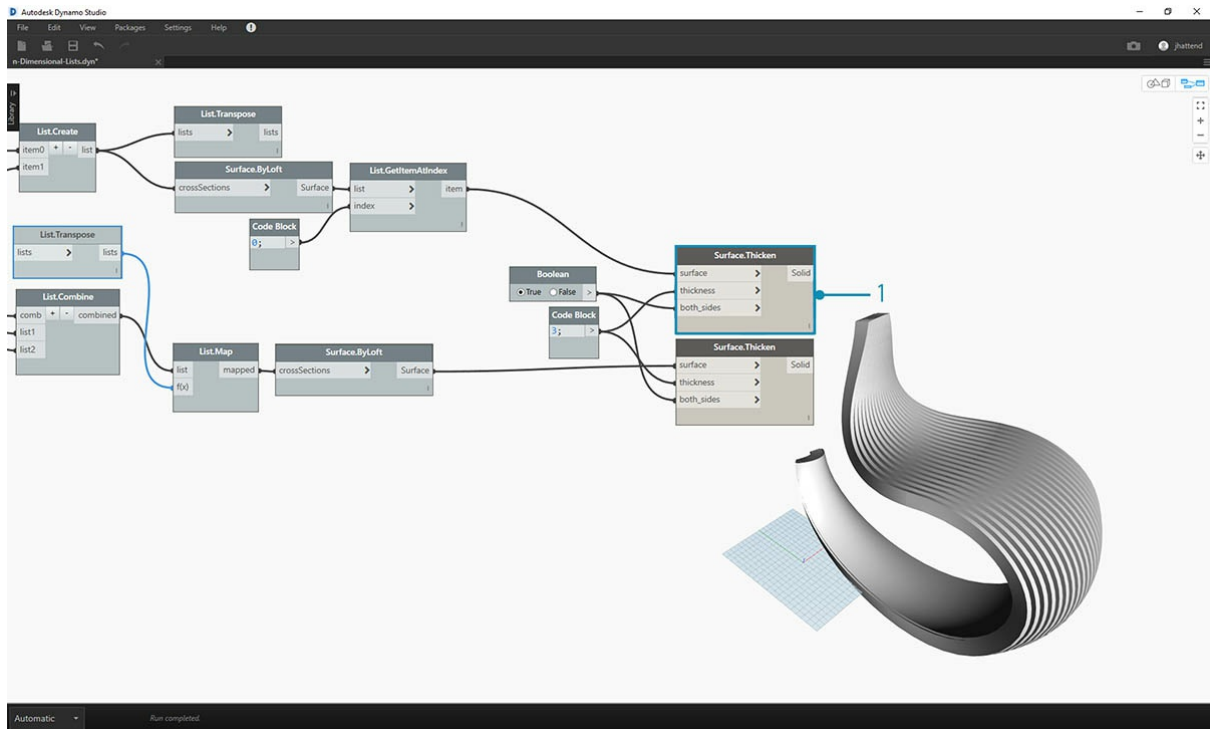 Autodesk Dynamo Studio
File Edit View Packages Settings Help
jhattend
n-Dimensional-Lists.dyn*
Library
List.Create
item0 + - list
item1
List.Transpose
lists > lists
Surface.ByLoft
crossSections > Surface
List.GetItemAtIndex
list > item
index >
Code Block
0; >
List.Transpose
lists > lists
List.Combine
comb + - combined
list1
list2
List.Map
list mapped
f(x)
Surface.ByLoft
crossSections > Surface
Boolean
True False >
Code Block
3; >
Surface.Thicken
surface > Solid
thickness >
both_sides >
1
Surface.Thicken
surface > Solid
thickness >
both_sides >
Automatic
Run completed.